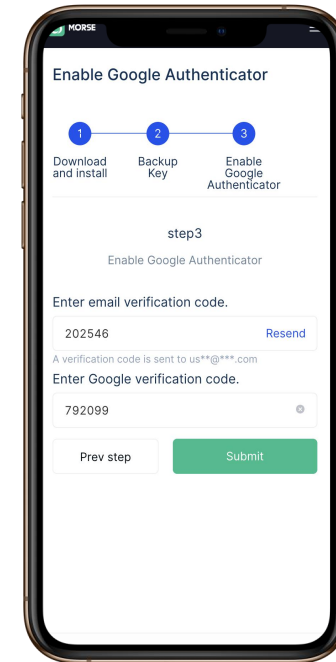 MORSE
Enable Google Authenticator
1
2
3
Download
and install
Backup
Key
Enable
Google
Authenticator
step3
Enable Google Authenticator
Enter email verification code.
202546
Resend
A verification code is sent to us**@***.com
Enter Google verification code.
792099
Prev step
Submit